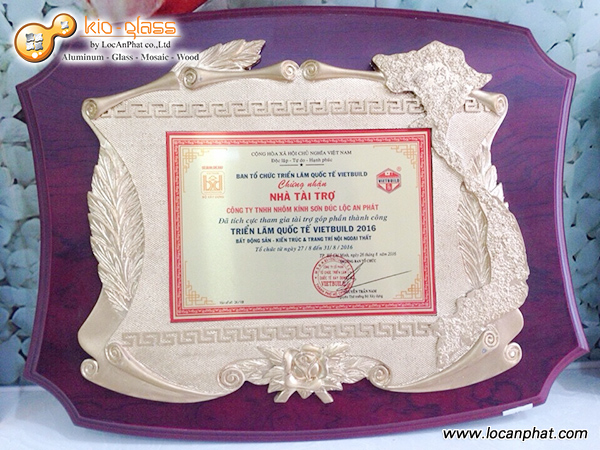 kio-glass
by LocAnPhat co.,Ltd
Aluminum - Glass - Mosaic - Wood
CỘNG HÒA XÃ HỘI CHỦ NGHĨA VIỆT NAM
Độc lập - Tự do - Hạnh phúc
BAN TỔ CHỨC TRIỂN LÃM QUỐC TẾ VIETBUILD
Chứng nhận
VIETBUILD
NHÀ TÀI TRỢ
CÔNG TY TNHH NHÔM KÍNH SƠN ĐÚC LỘC AN PHÁT
Đã tích cực tham gia tài trợ góp phần thành công
TRIỂN LÃM QUỐC TẾ VIETBUILD 2016
BẤT ĐỘNG SẢN - KIẾN TRÚC & TRANG TRÍ NỘI NGOẠI THẤT
Tổ chức từ ngày 27 / 8 đến 31 / 8 / 2016
VIETBUILD
www.locanphat.com